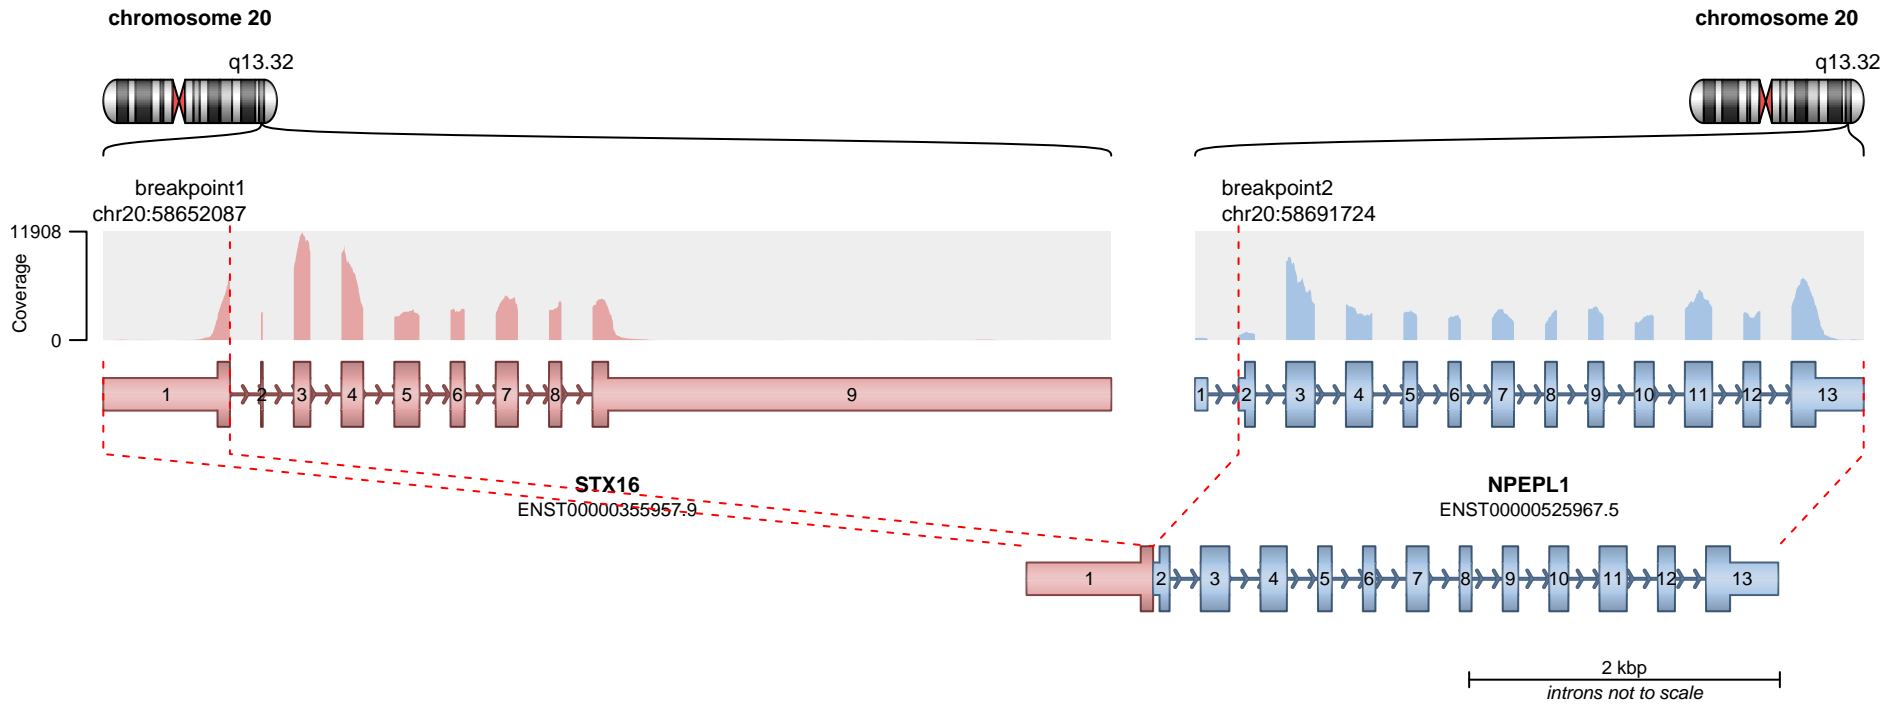 chromosome 20
chromosome 20
q13.32
q13.32
breakpoint1
chr20:58652087
breakpoint2
chr20:58691724
11908
Coverage
0
1 2 3 4 5 6 7 8 9
1 2 3 4 5 6 7 8 9 10 11 12 13
STX16
ENST00000355957.9
NPEPL1
ENST00000525967.5
1 2 3 4 5 6 7 8 9 10 11 12 13
2 kbp
introns not to scale